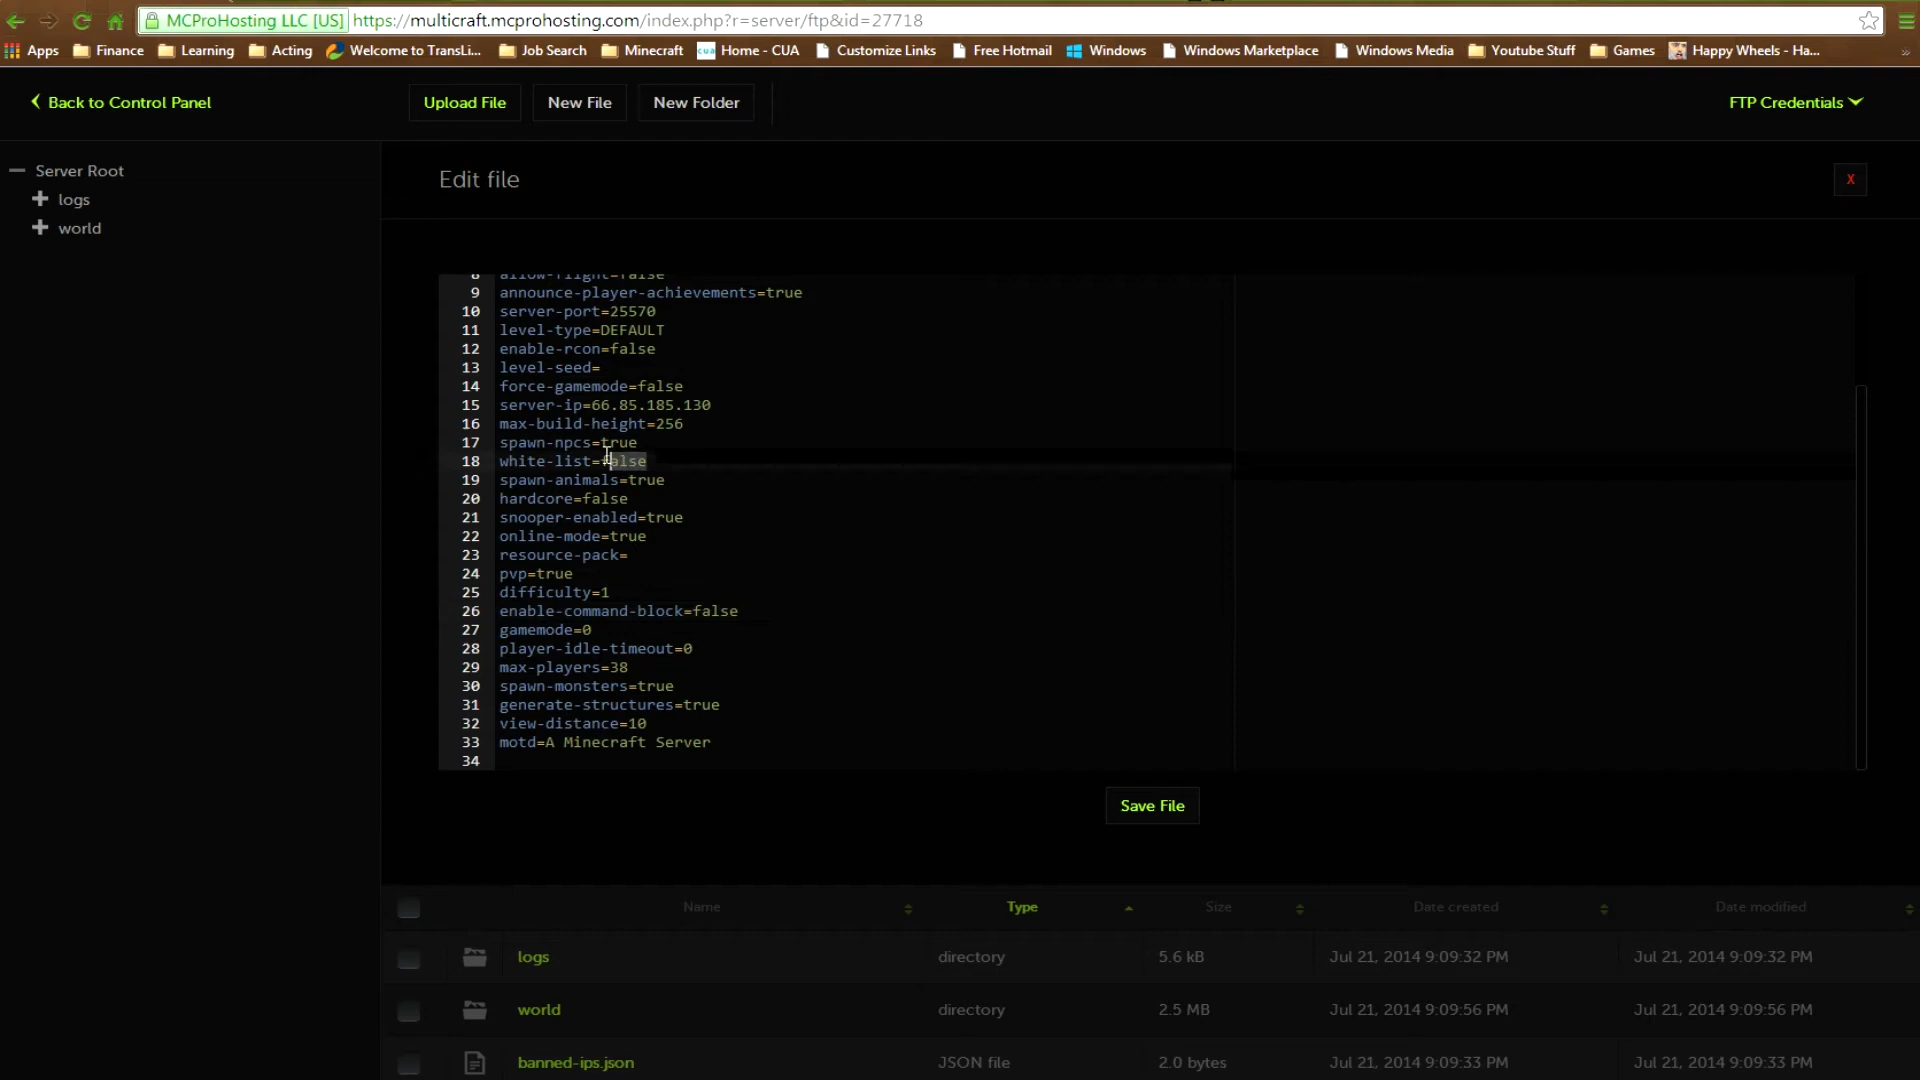 MCProHosting LLC [US] https://multicraft.mcprohosting.com/index.php?r=server/ftp&id=27718
Apps Finance Learning Acting Welcome to TransLi... Job Search Minecraft cua Home - CUA Customize Links Free Hotmail Windows Windows Marketplace Windows Media Youtube Stuff Games Happy Wheels - Ha... »
Back to Control Panel Upload File New File New Folder FTP Credentials
Server Root
logs
world
Edit file X
8 allow-flight=false
9 announce-player-achievements=true
10 server-port=25570
11 level-type=DEFAULT
12 enable-rcon=false
13 level-seed=
14 force-gamemode=false
15 server-ip=66.85.185.130
16 max-build-height=256
17 spawn-npcs=true
18 white-list=false
19 spawn-animals=true
20 hardcore=false
21 snooper-enabled=true
22 online-mode=true
23 resource-pack=
24 pvp=true
25 difficulty=1
26 enable-command-block=false
27 gamemode=0
28 player-idle-timeout=0
29 max-players=38
30 spawn-monsters=true
31 generate-structures=true
32 view-distance=10
33 motd=A Minecraft Server
34
Save File
Name Type Size Date created Date modified
logs directory 5.6 kB Jul 21, 2014 9:09:32 PM Jul 21, 2014 9:09:32 PM
world directory 2.5 MB Jul 21, 2014 9:09:56 PM Jul 21, 2014 9:09:56 PM
banned-ips.json JSON file 2.0 bytes Jul 21, 2014 9:09:33 PM Jul 21, 2014 9:09:33 PM